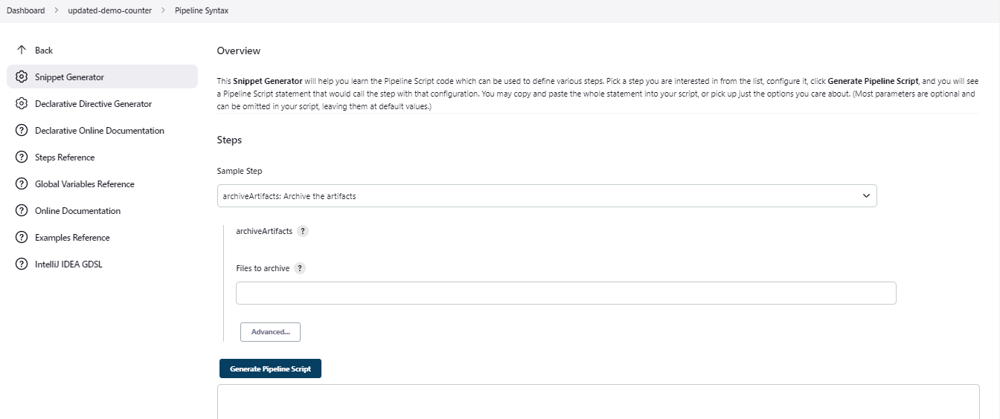 Dashboard > updated-demo-counter > Pipeline Syntax
Back
Snippet Generator
Declarative Directive Generator
Declarative Online Documentation
Steps Reference
Global Variables Reference
Online Documentation
Examples Reference
IntelliJ IDEA GDSL
Overview
This Snippet Generator will help you learn the Pipeline Script code which can be used to define various steps. Pick a step you are interested in from the list, configure it, click Generate Pipeline Script, and you will see
a Pipeline Script statement that would call the step with that configuration. You may copy and paste the whole statement into your script, or pick up just the options you care about. (Most parameters are optional and
can be omitted in your script, leaving them at default values.)
Steps
Sample Step
archiveArtifacts: Archive the artifacts
archiveArtifacts ?
Files to archive ?
Advanced...
Generate Pipeline Script